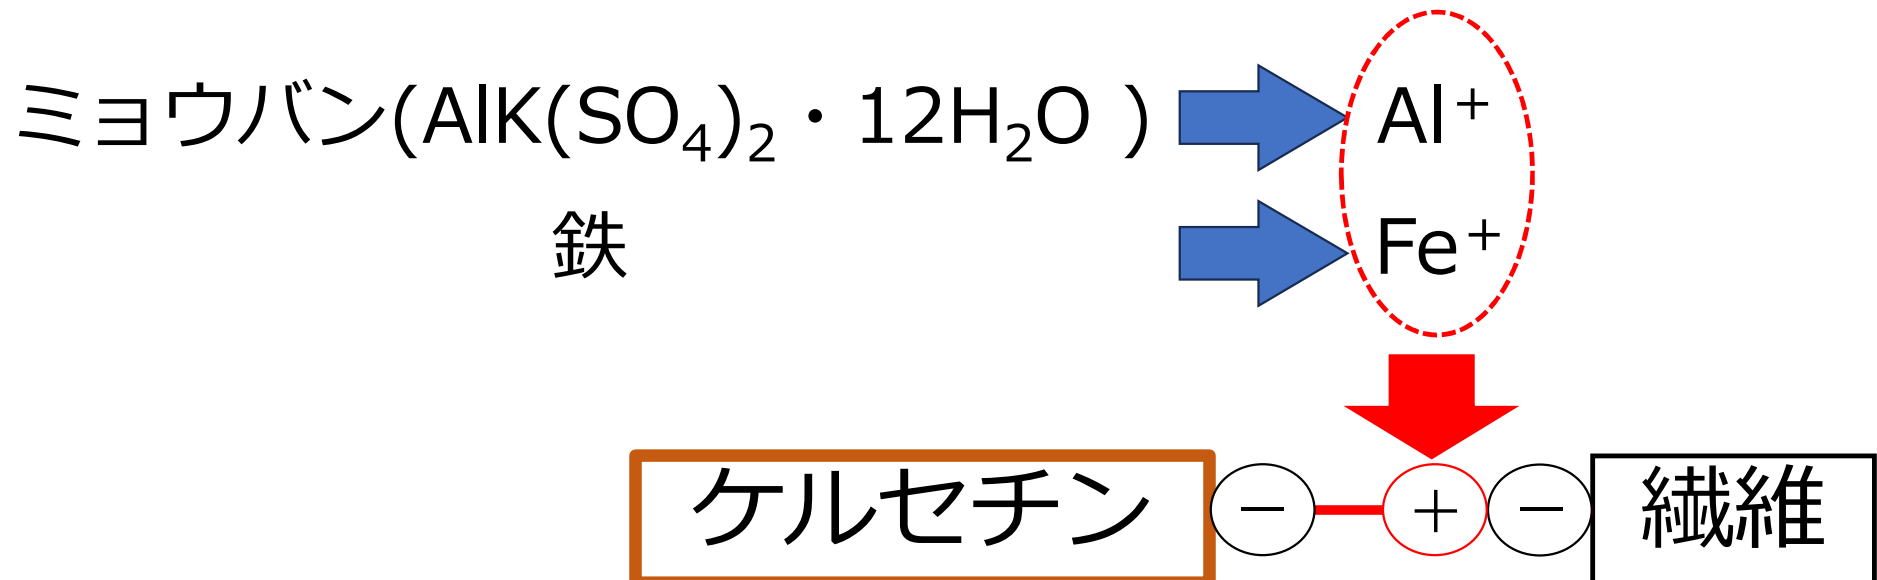 ミョウバン(AlK(SO₄)₂・12H₂O ) Al⁺
鉄 Fe⁺
ケルセチン － ＋ － 繊維